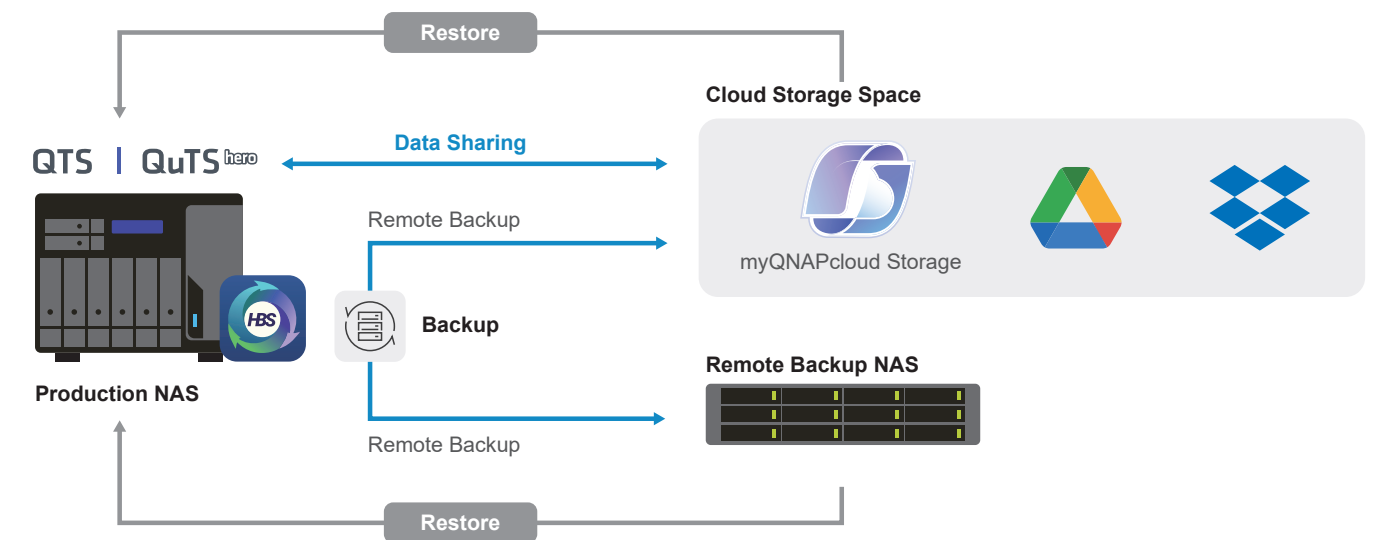 Restore
Cloud Storage Space
QTS | QuTS hero
Data Sharing
Remote Backup
myQNAPcloud Storage
HBS
Backup
Remote Backup NAS
Production NAS
Remote Backup
Restore